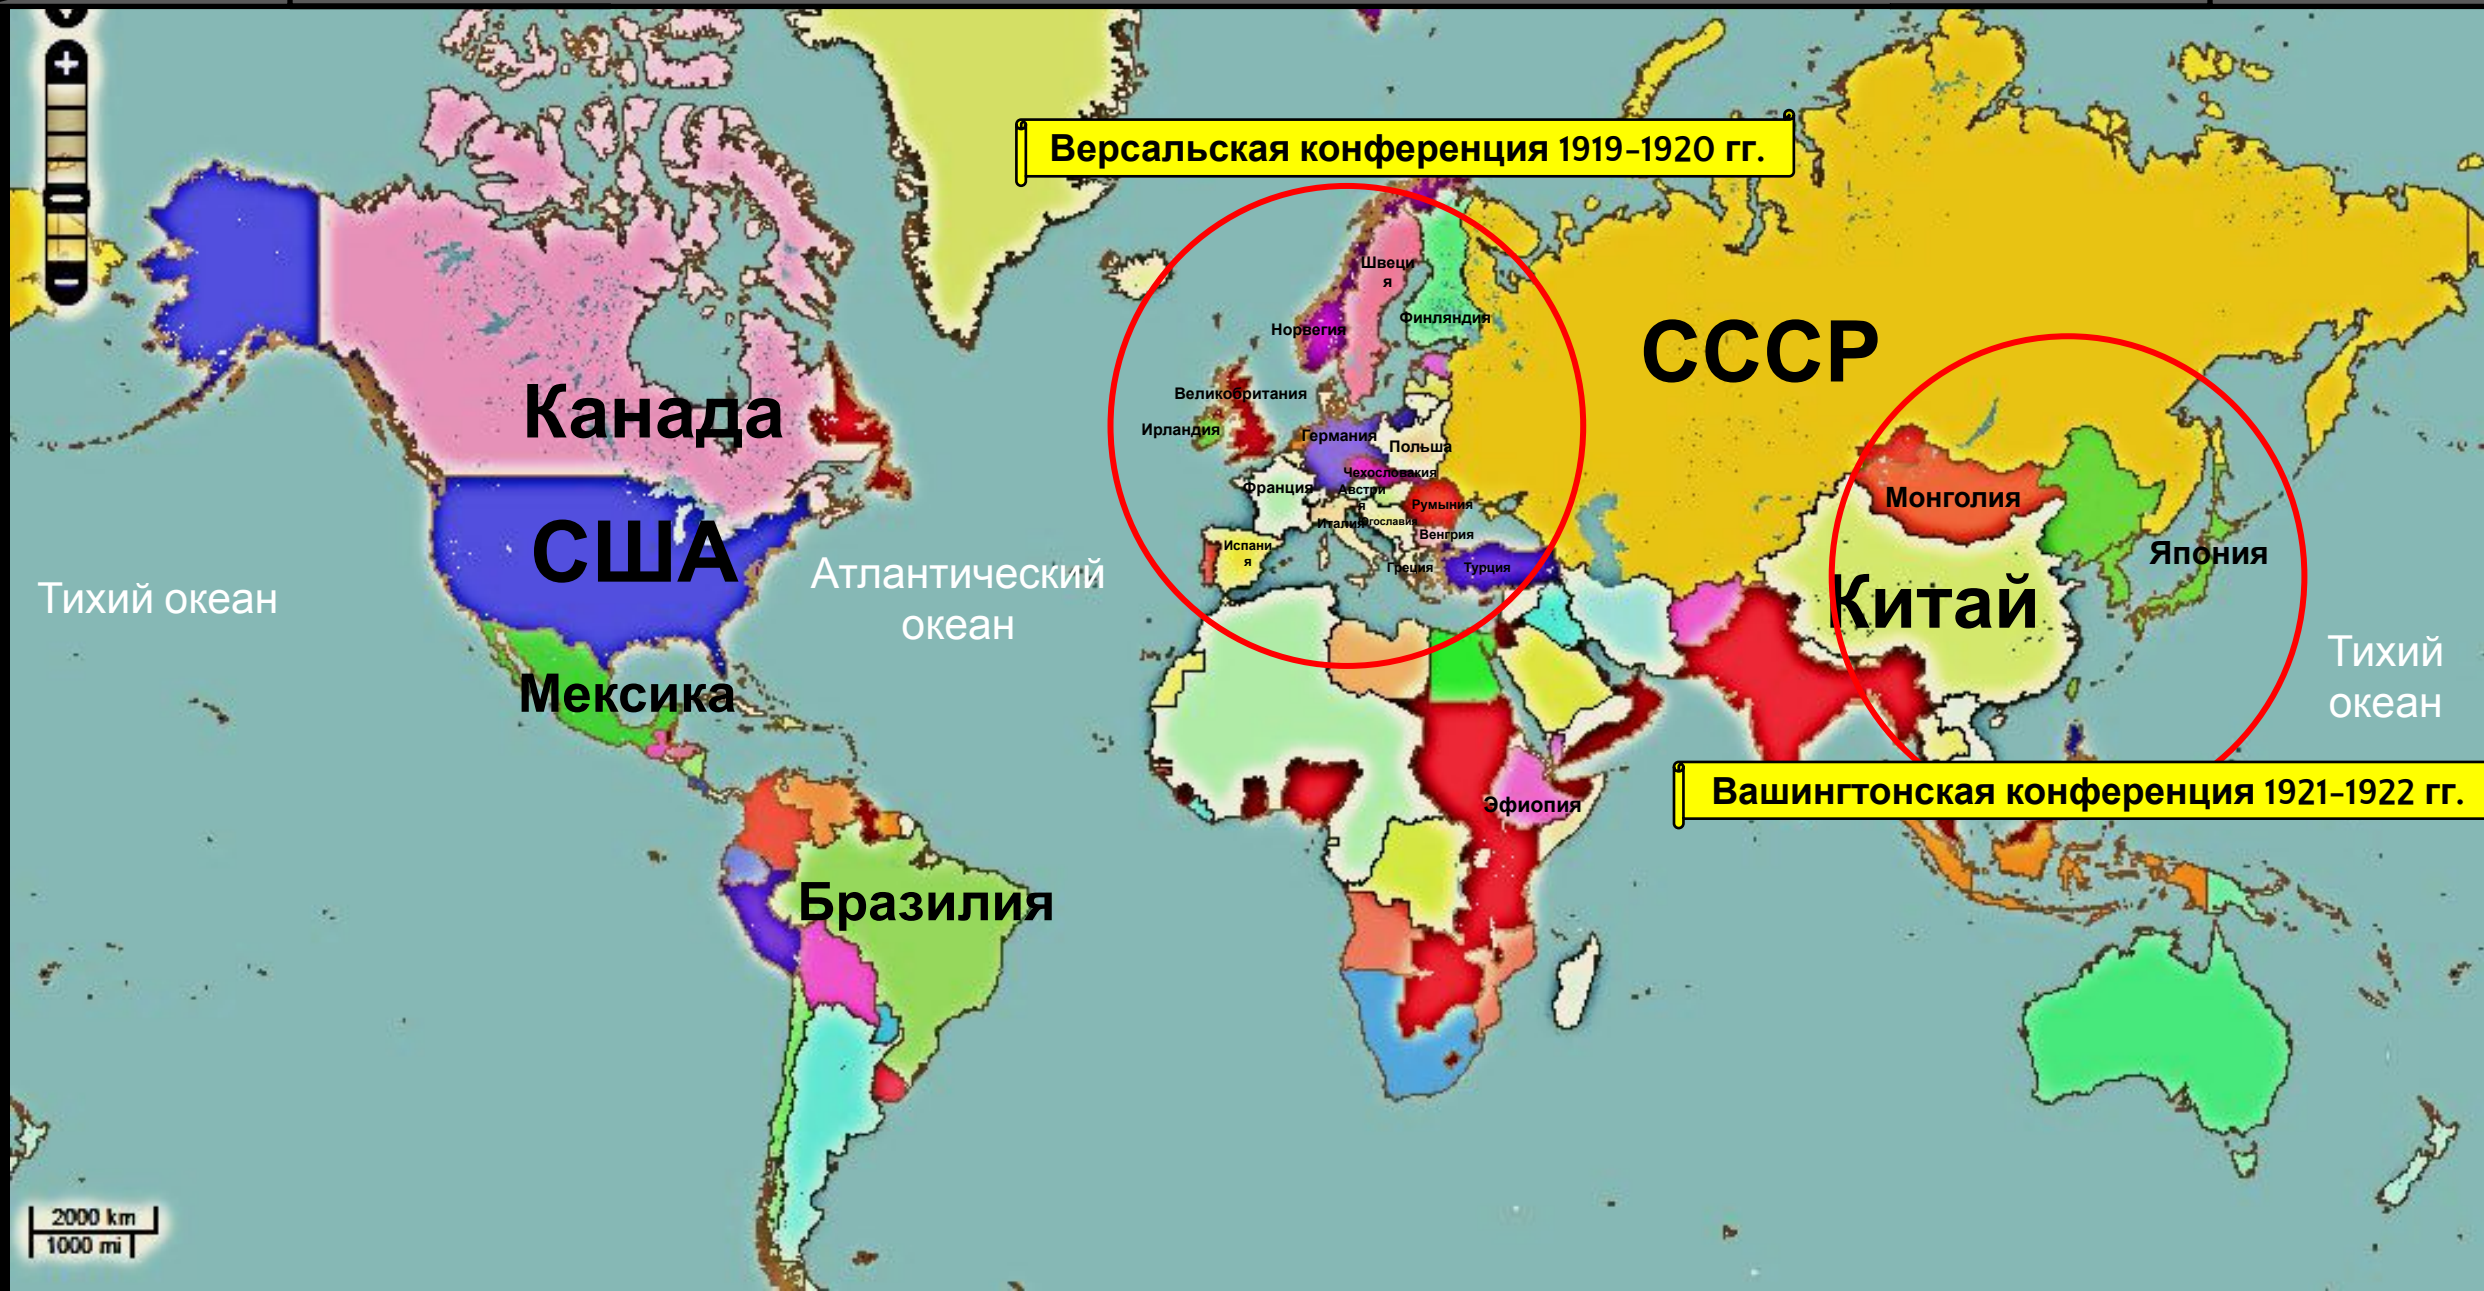 Версальская конференция 1919-1920 гг.
Швеци
я
Финляндия
Норвегия
СССР
Великобритания
Канада
Ирландия
Германия
Польша
Чехословакия
Франция
Австри
я
Румыния
Монголия
Италия
Югославия
Венгрия
США
Испани
я
Греция
Турция
Япония
Тихий океан
Атлантический
океан
Китай
Тихий
океан
Мексика
Вашингтонская конференция 1921-1922 гг.
Эфиопия
Бразилия
2000 km
1000 mi